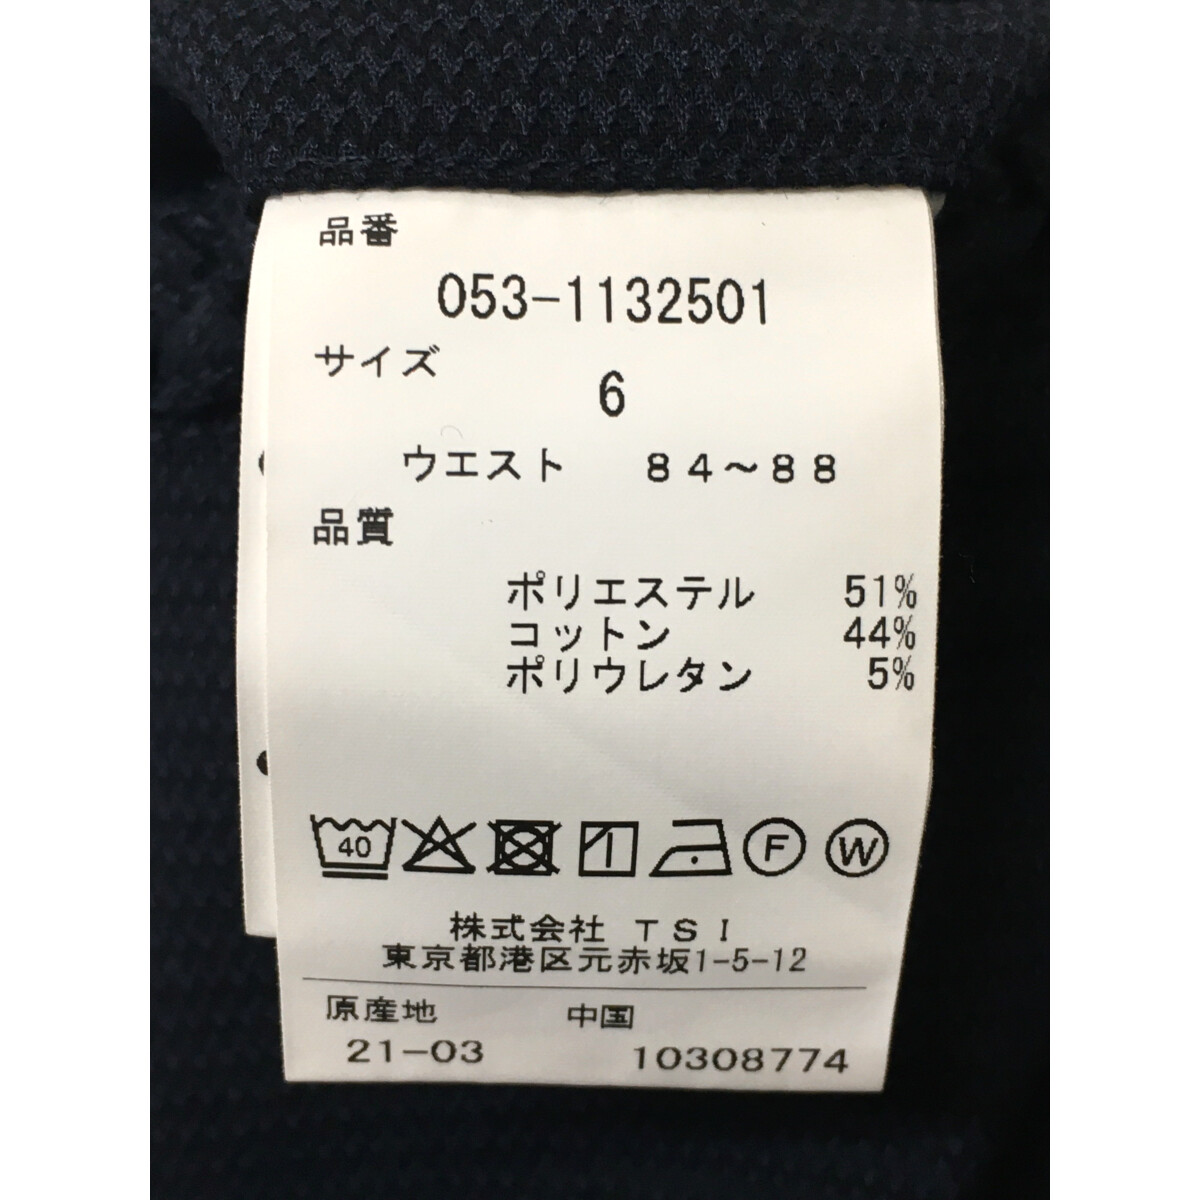 品番
053-1132501
サイズ
6
ウエスト 84～88
品質
ポリエステル 51%
コットン 44%
ポリウレタン 5%
40 F W
株式会社 TSI
東京都港区元赤坂1-5-12
原産地 中国
21-03 10308774